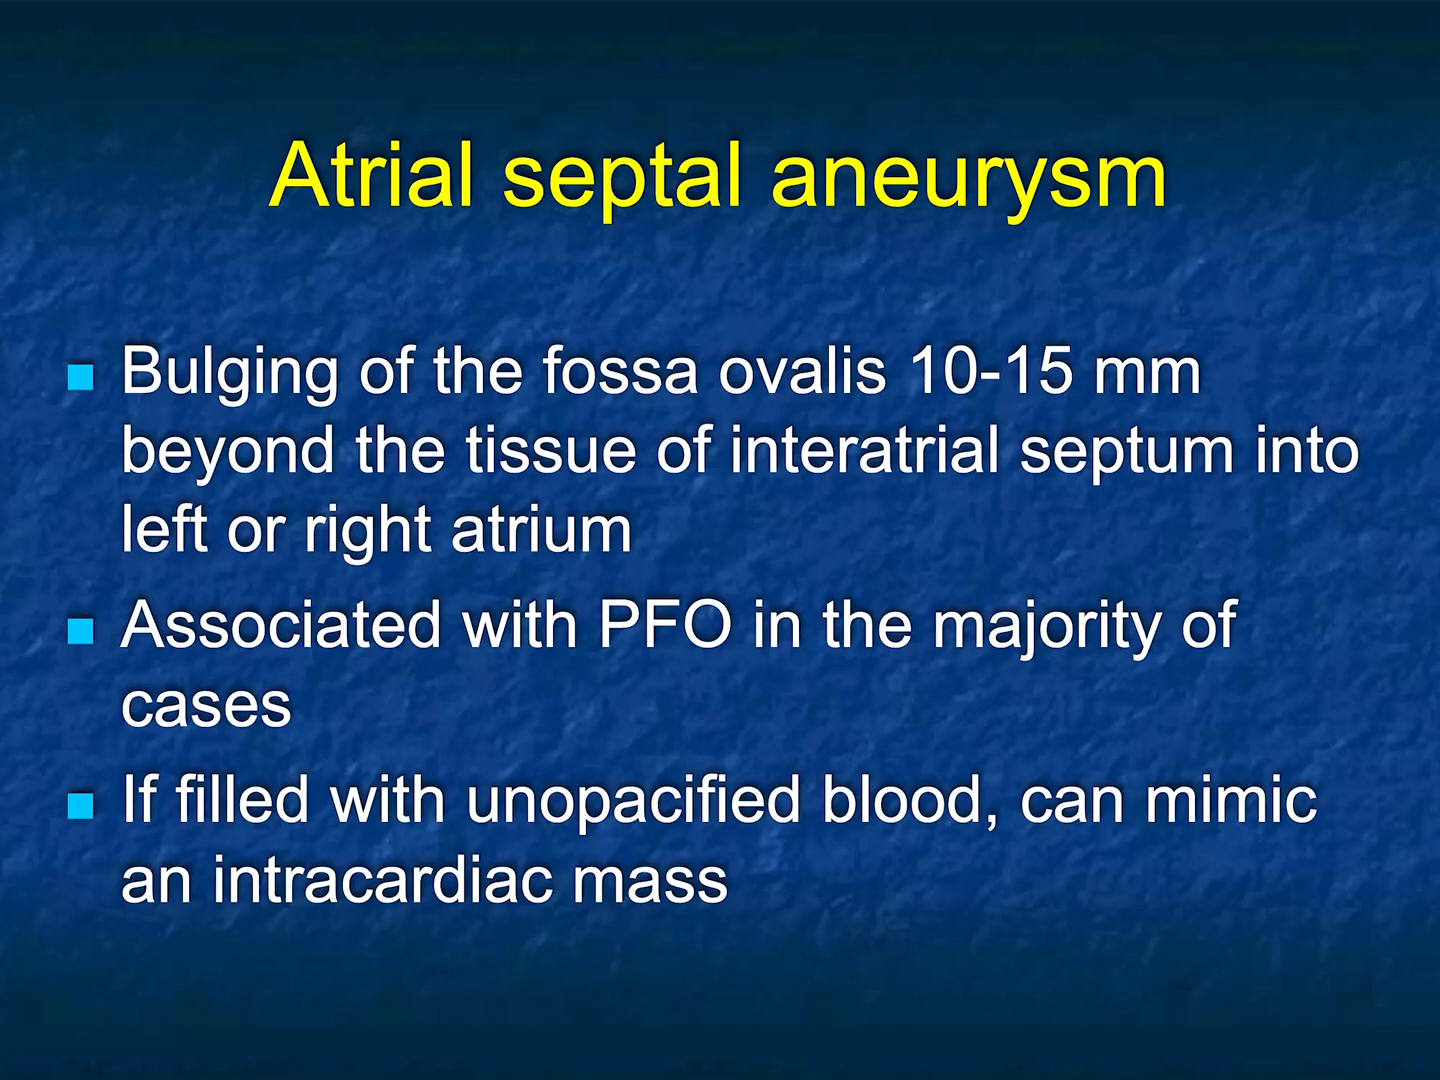 Atrial septal aneurysm
Bulging of the fossa ovalis 10-15 mm
beyond the tissue of interatrial septum into
left or right atrium
Associated with PFO in the majority of
cases
If filled with unopacified blood, can mimic
an intracardiac mass